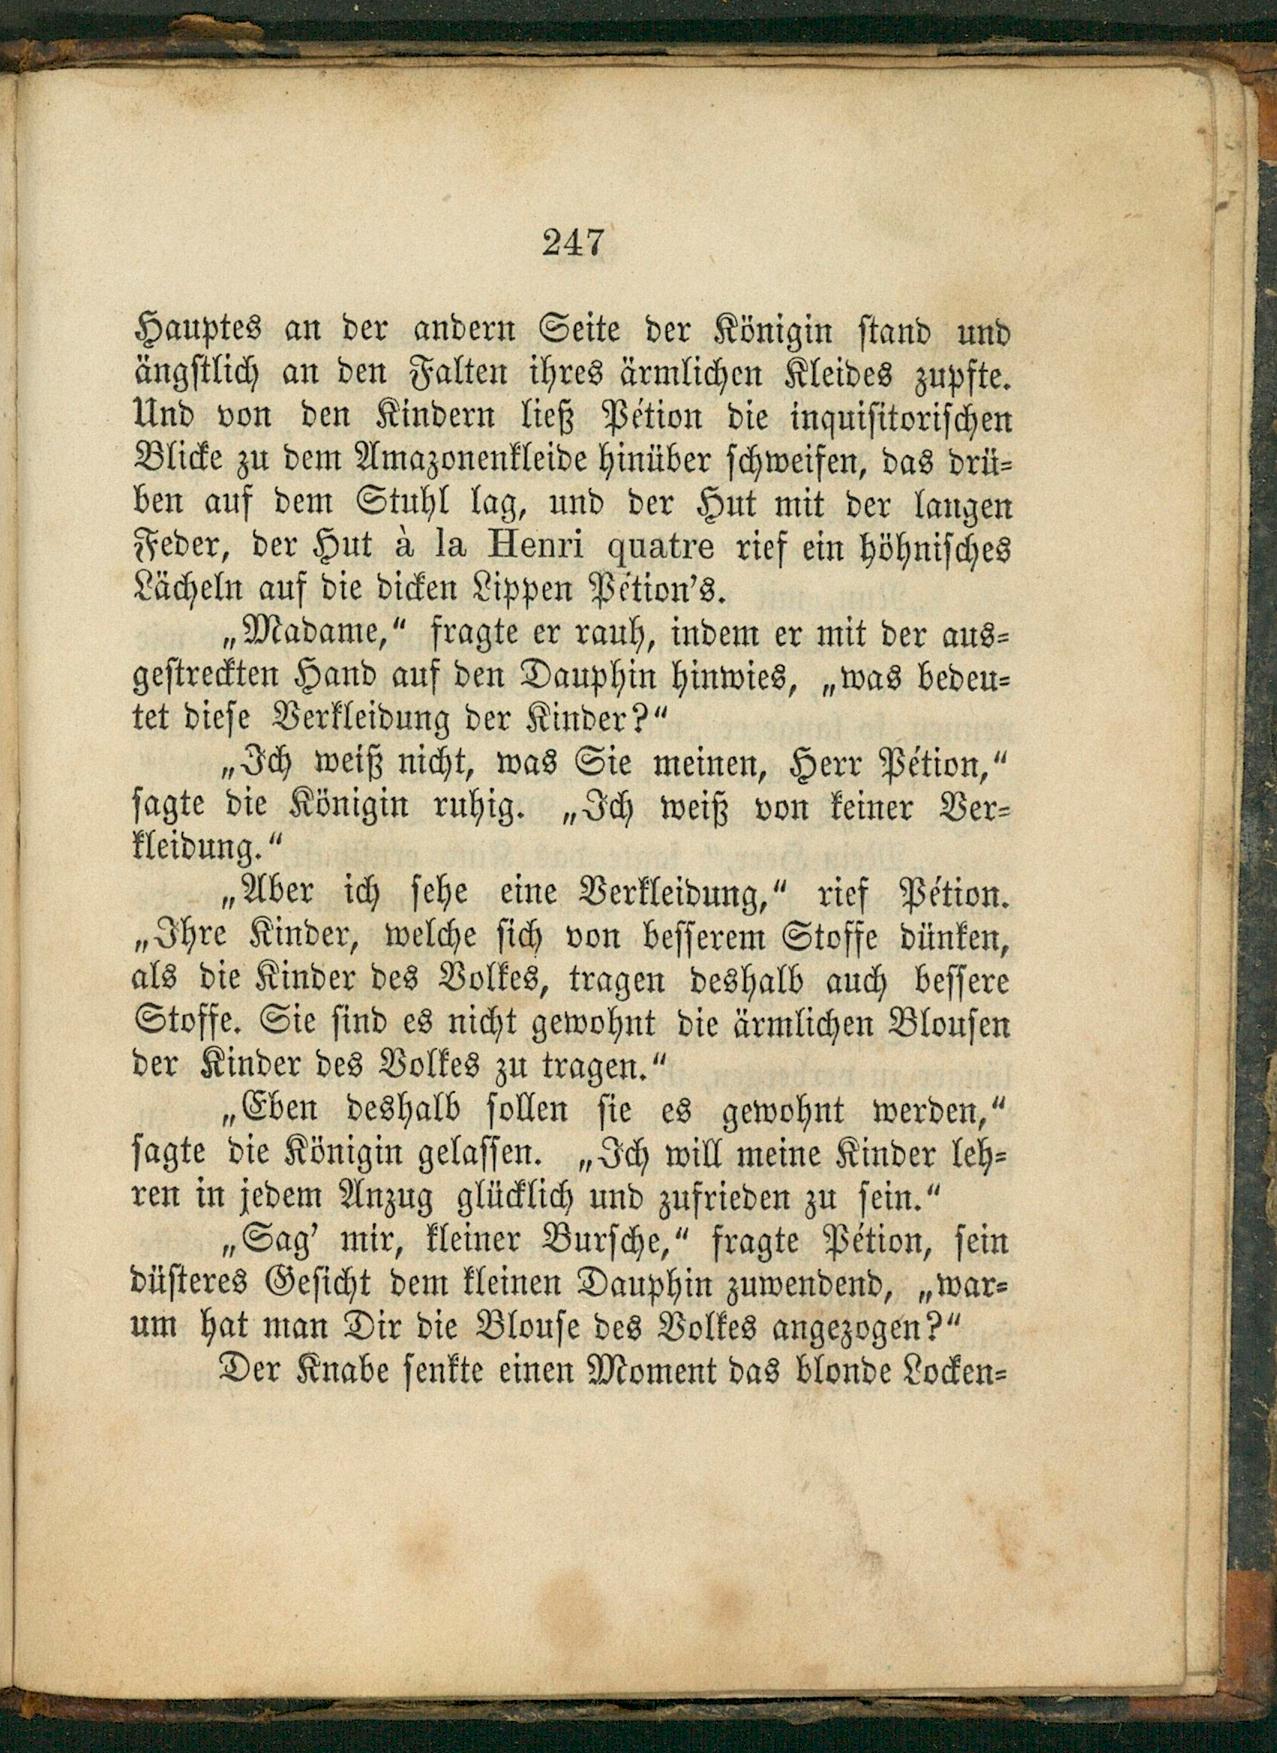 247
Hauptes an der andern Seite der Königin stand und
ängstlich an den Falten ihres ärmlichen Kleides zupfte.
Und von den Kindern ließ Pétion die inquisitorischen
Blicke zu dem Amazonenkleide hinüber schweifen, das drü-
ben auf dem Stuhl lag, und der Hut mit der langen
Feder, der Hut à la Henri quatre rief ein höhnisches
Lächeln auf die dicken Lippen Pétion's.
„Madame,“ fragte er rauh, indem er mit der aus-
gestreckten Hand auf den Dauphin hinwies, „was bedeu-
tet diese Verkleidung der Kinder?“
„Ich weiß nicht, was Sie meinen, Herr Pétion,“
sagte die Königin ruhig. „Ich weiß von keiner Ver-
kleidung.“
„Aber ich sehe eine Verkleidung,“ rief Pétion.
„Ihre Kinder, welche sich von besserem Stoffe dünken,
als die Kinder des Volkes, tragen deshalb auch bessere
Stoffe. Sie sind es nicht gewohnt die ärmlichen Blousen
der Kinder des Volkes zu tragen.“
„Eben deshalb sollen sie es gewohnt werden,“
sagte die Königin gelassen. „Ich will meine Kinder leh-
ren in jedem Anzug glücklich und zufrieden zu sein.“
„Sag' mir, kleiner Bursche,“ fragte Pétion, sein
düsteres Gesicht dem kleinen Dauphin zuwendend, „war-
um hat man Dir die Blouse des Volkes angezogen?“
Der Knabe senkte einen Moment das blonde Locken-